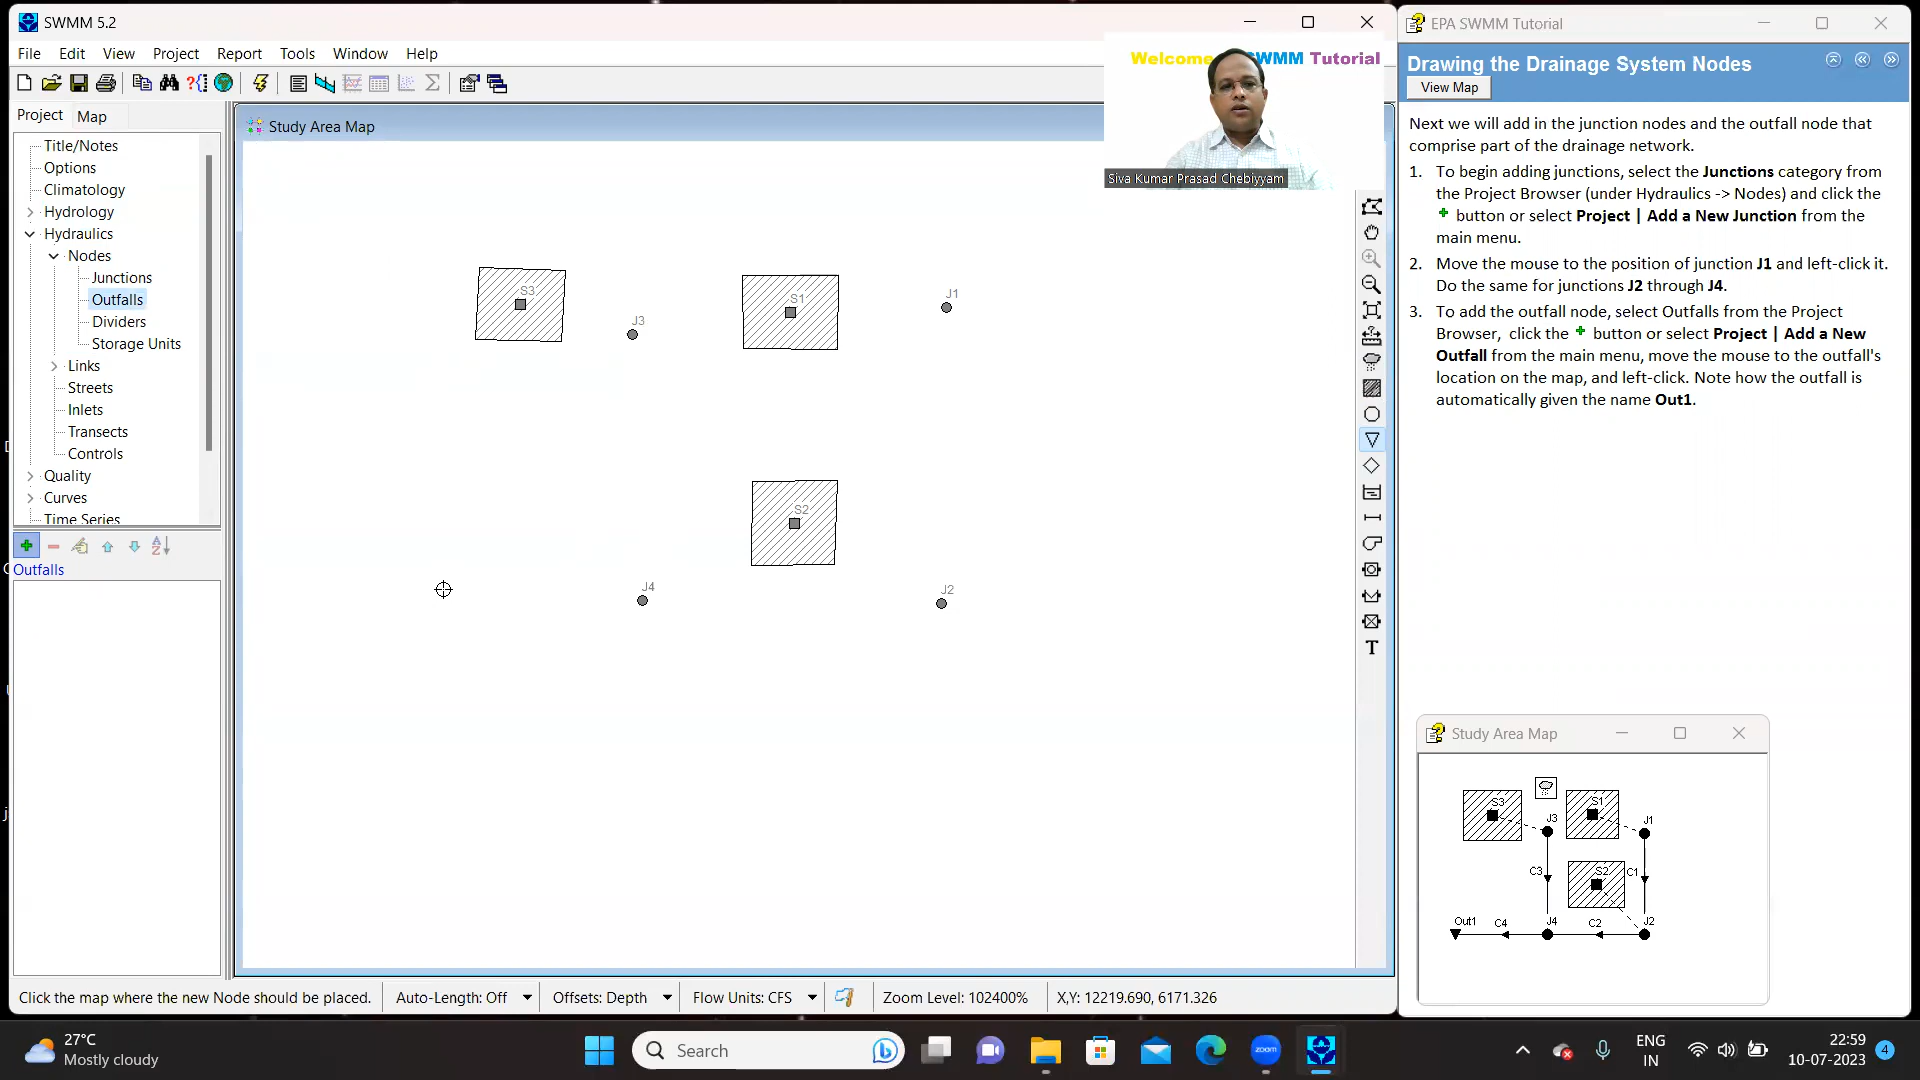 SWMM 5.2
File Edit View Project Report Tools Window Help
Project Map
Title/Notes
Options
Climatology
Hydrology
Hydraulics
Nodes
Junctions
Outfalls
Dividers
Storage Units
Links
Streets
Inlets
Transects
Controls
Quality
Curves
Time Series
Outfalls
Study Area Map
S3
J3
S1
J1
S2
J4
J2
Welcome SWMM Tutorial
Siva Kumar Prasad Chebiyyam
T
EPA SWMM Tutorial
Drawing the Drainage System Nodes
View Map
Next we will add in the junction nodes and the outfall node that
comprise part of the drainage network.
1. To begin adding junctions, select the Junctions category from
the Project Browser (under Hydraulics -> Nodes) and click the
button or select Project | Add a New Junction from the
main menu.
2. Move the mouse to the position of junction J1 and left-click it.
Do the same for junctions J2 through J4.
3. To add the outfall node, select Outfalls from the Project
Browser, click the button or select Project | Add a New
Outfall from the main menu, move the mouse to the outfall's
location on the map, and left-click. Note how the outfall is
automatically given the name Out1.
Study Area Map
S3
S1
J3
J1
C3
S2
C1
Out1
C4
J4
C2
J2
Click the map where the new Node should be placed. Auto-Length: Off Offsets: Depth Flow Units: CFS Zoom Level: 102400% X,Y: 12219.690, 6171.326
27°C
Mostly cloudy
Search
zoom
ENG
IN
22:59
10-07-2023
4